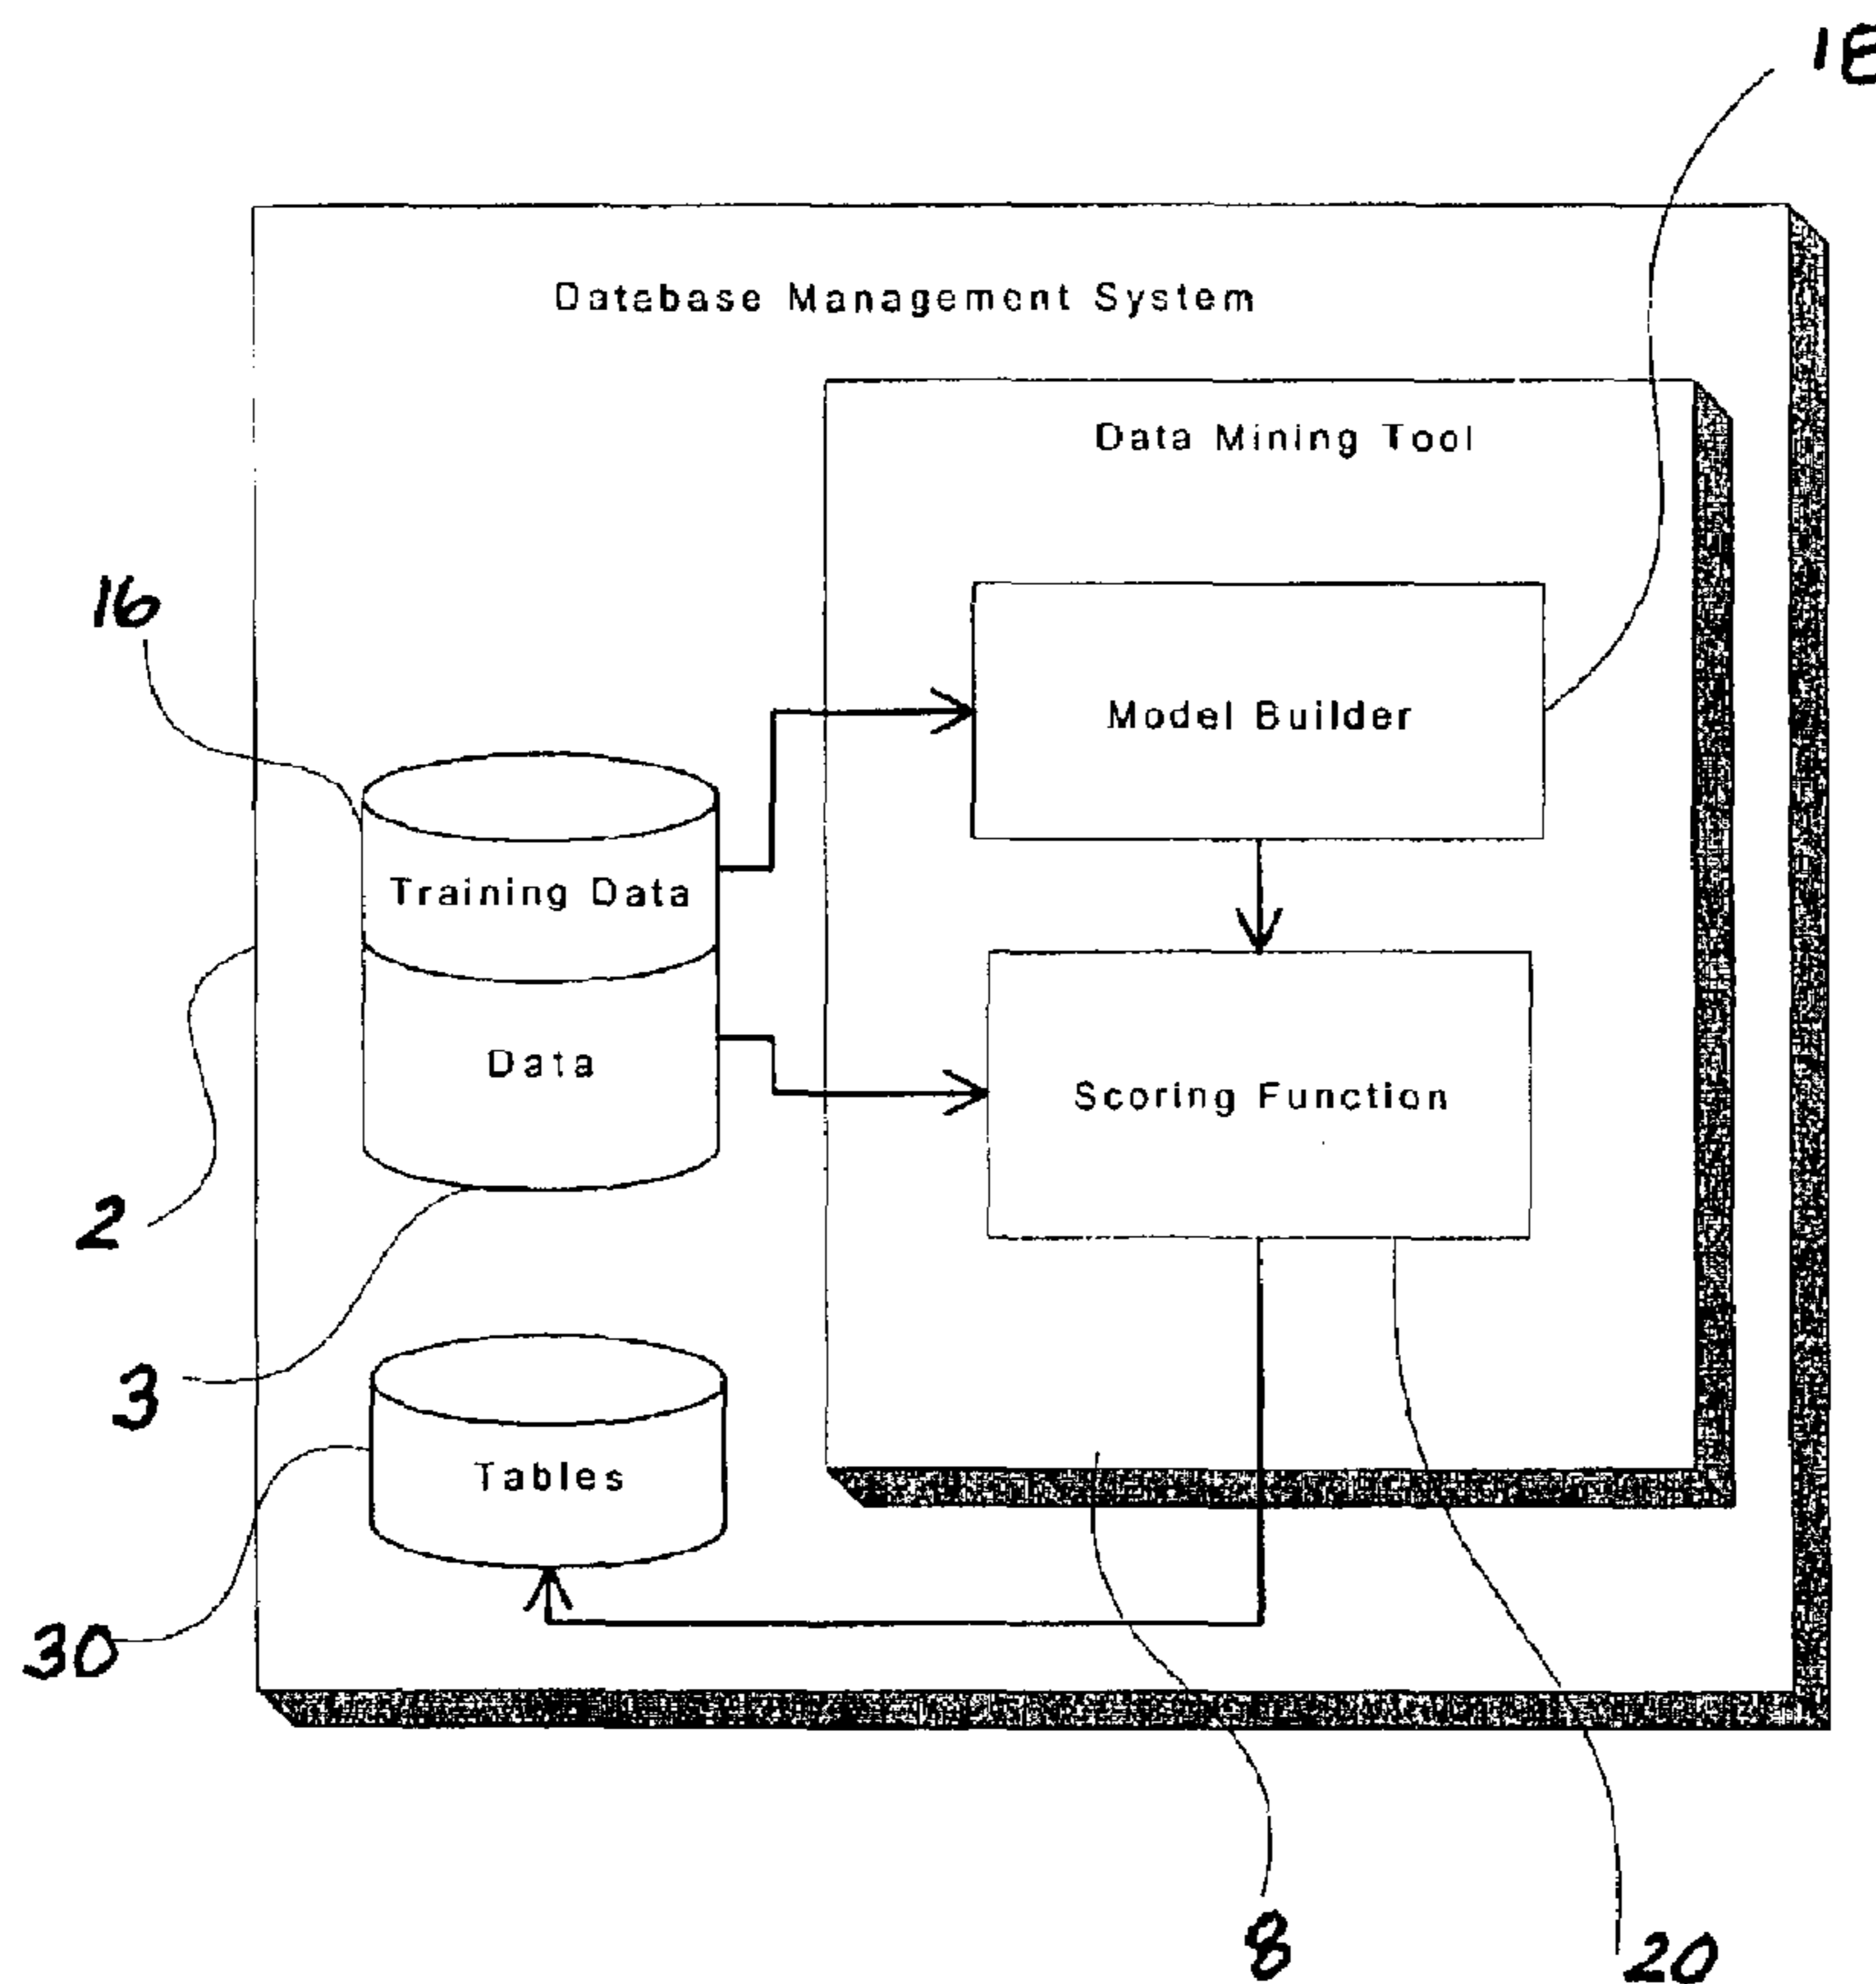 18
Database Management System
Data Mining Tool
16
Model Builder
Training Data
Data
Scoring Function
2
3
Tables
30
8
20